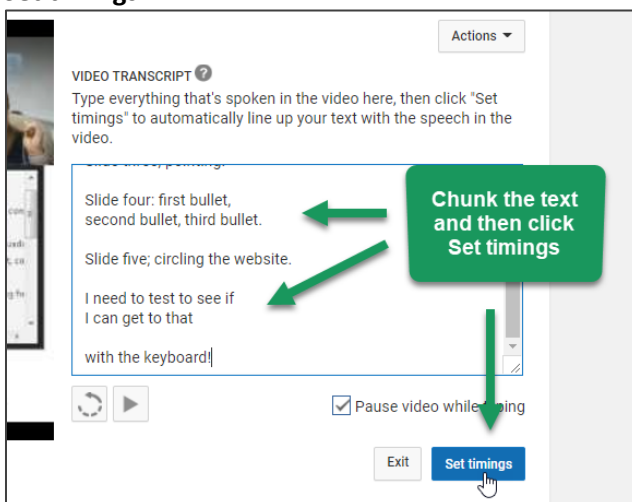 Actions
VIDEO TRANSCRIPT ?
Type everything that's spoken in the video here, then click "Set
timings" to automatically line up your text with the speech in the
video.
Slide four: first bullet,
second bullet, third bullet.
Slide five; circling the website.
I need to test to see if
I can get to that
with the keyboard!
Chunk the text
and then click
Set timings
Pause video while typing
Exit
Set timings